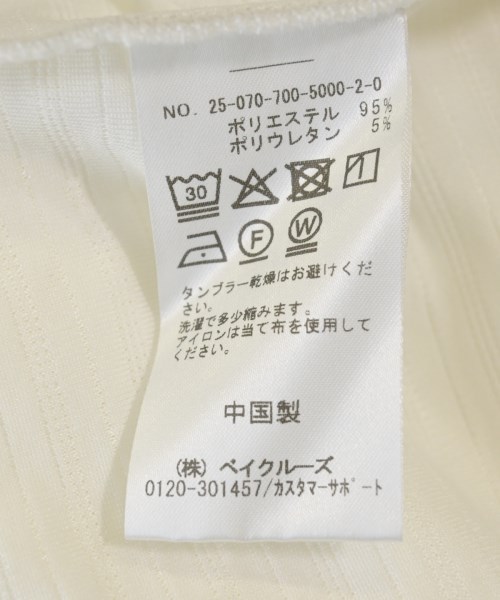 NO. 25-070-700-5000-2-0
ポリエステル 95%
ポリウレタン 5%
30
F W
タンブラー乾燥はお避けくだ
さい。
洗濯で多少縮みます。
アイロンは当て布を使用して
ください。
中国製
(株) ベイクルーズ
0120-301457/カスタマーサポート